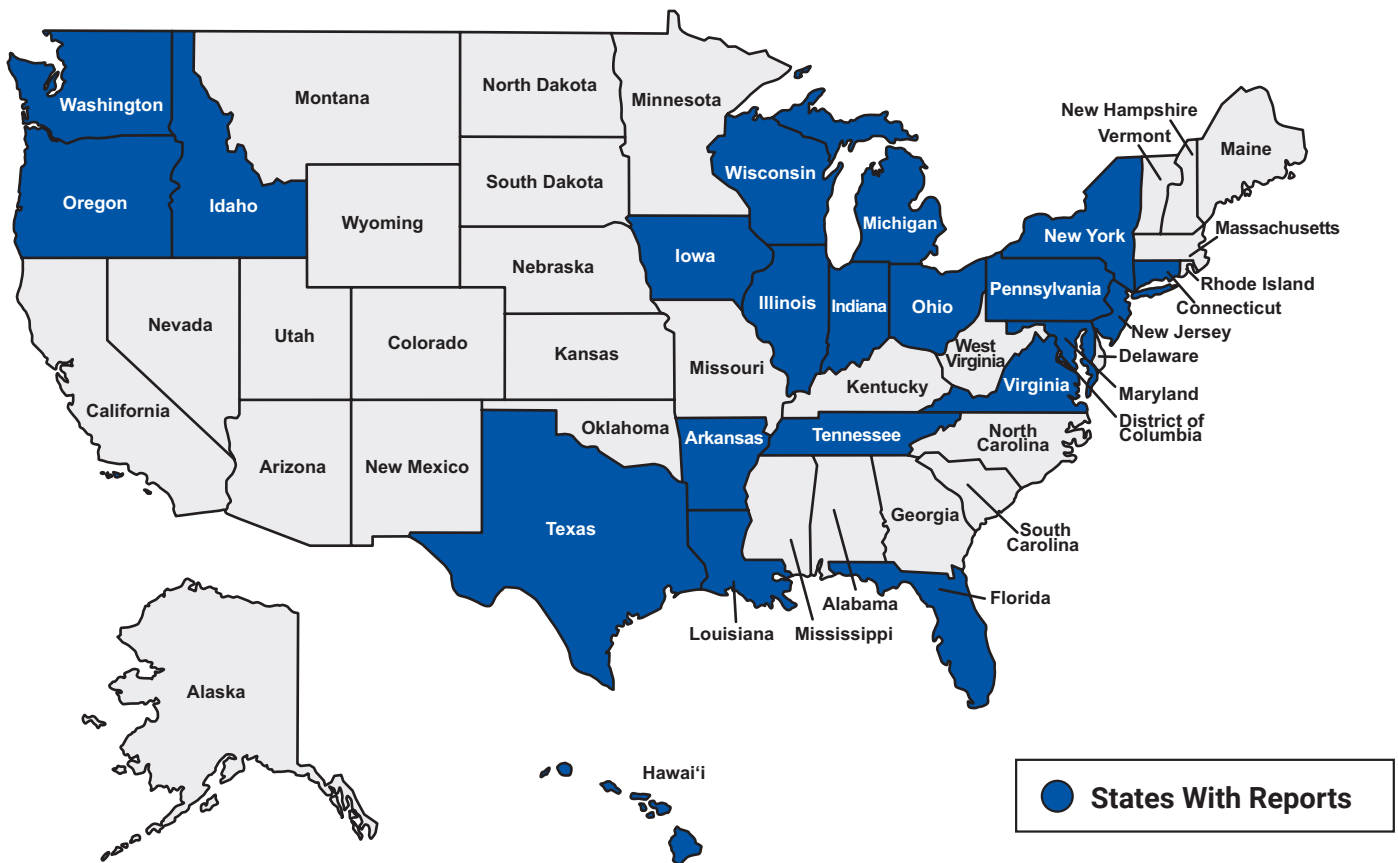 Washington
Montana
North Dakota
Minnesota
New Hampshire
Vermont
Maine
Oregon
Idaho
Wyoming
South Dakota
Wisconsin
Michigan
New York
Massachusetts
Rhode Island
Connecticut
New Jersey
Delaware
Maryland
District of
Columbia
Nebraska
Iowa
Illinois
Indiana
Ohio
Pennsylvania
Nevada
Utah
Colorado
Kansas
Missouri
West
Virginia
Virginia
Kentucky
California
Arizona
New Mexico
Oklahoma
Arkansas
Tennessee
North
Carolina
South
Carolina
Georgia
Texas
Louisiana
Mississippi
Alabama
Florida
Alaska
Hawai‘i
States With Reports